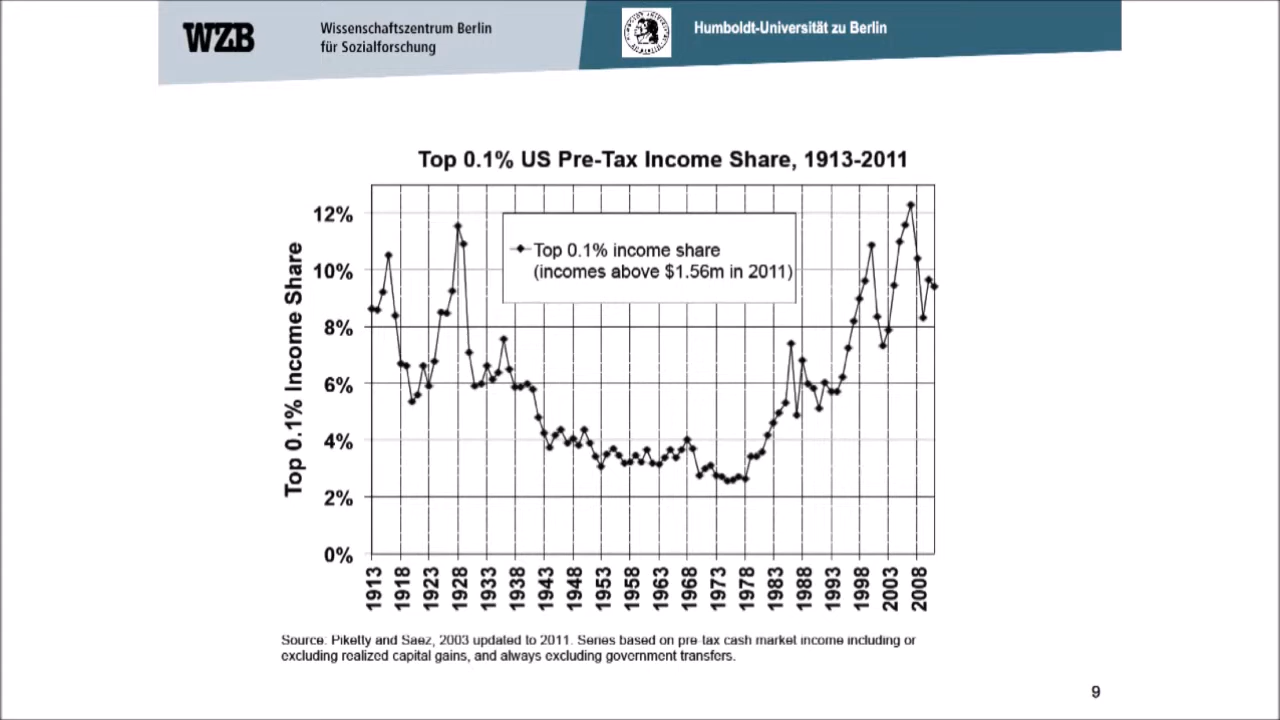 WZB
Wissenschaftszentrum Berlin
für Sozialforschung
Humboldt-Universität zu Berlin
Top 0.1% US Pre-Tax Income Share, 1913-2011
Top 0.1% Income Share
12%
10%
8%
6%
4%
2%
0%
Top 0.1% income share
(incomes above $1.56m in 2011)
1913
1918
1923
1928
1933
1938
1943
1948
1953
1958
1963
1968
1973
1978
1983
1988
1993
1998
2003
2008
Source: Piketty and Saez, 2003 updated to 2011. Series based on pre-tax cash market income including or
excluding realized capital gains, and always excluding government transfers.
9